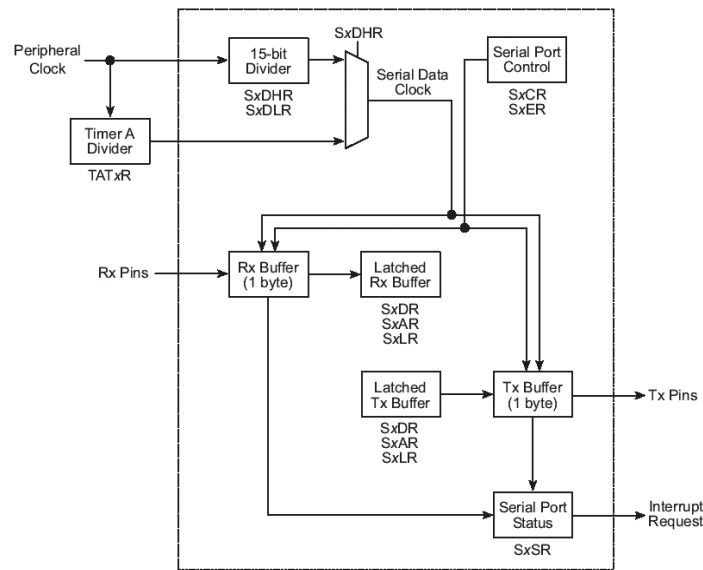 SxDHR
Peripheral
Clock
15-bit
Divider
SxDHR
SxDLR
Serial Data
Clock
Serial Port
Control
SxCR
SxER
Timer A
Divider
TATxR
Rx Pins
Rx Buffer
(1 byte)
Latched
Rx Buffer
SxDR
SxAR
SxLR
Latched
Tx Buffer
SxDR
SxAR
SxLR
Tx Buffer
(1 byte)
Tx Pins
Serial Port
Status
SxSR
Interrupt
Request